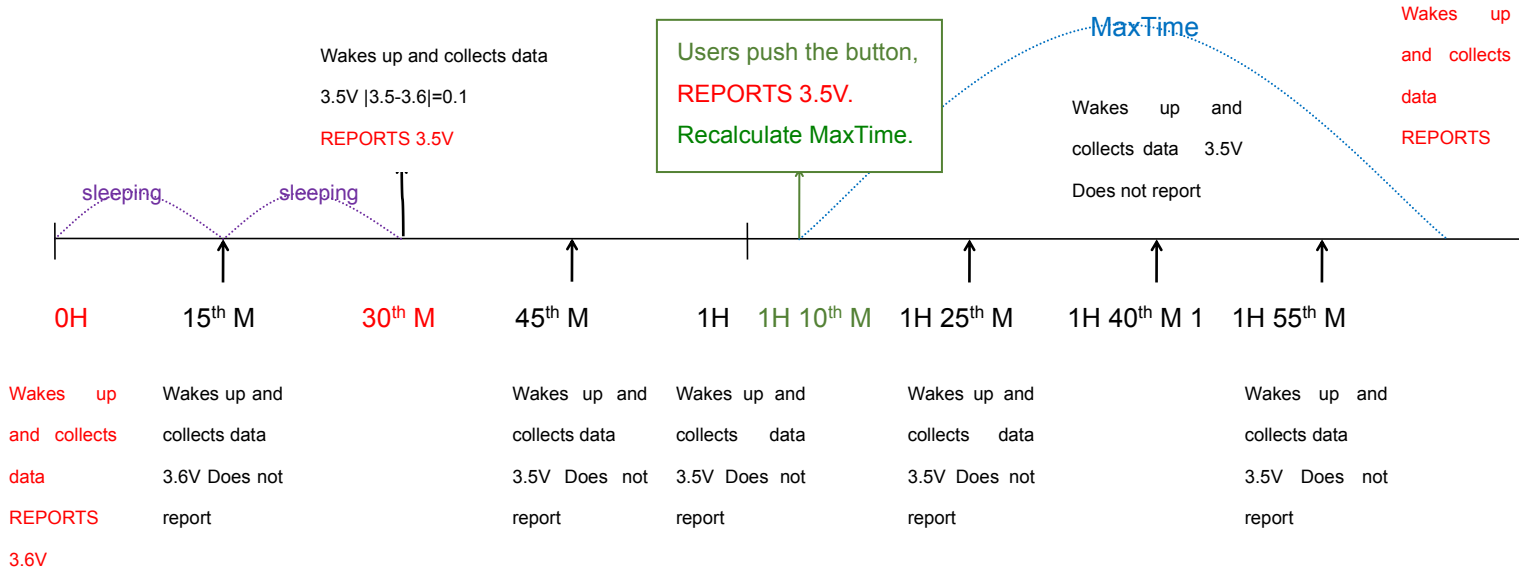 Wakes up
and collects
data
REPORTS
MaxTime
Users push the button,
REPORTS 3.5V.
Recalculate MaxTime.
Wakes up and collects data
3.5V |3.5-3.6|=0.1
REPORTS 3.5V
Wakes up and
collects data 3.5V
Does not report
sleeping
sleeping
0H 15th M 30th M 45th M 1H 1H 10th M 1H 25th M 1H 40th M 1 1H 55th M
Wakes up
and collects
data
REPORTS
3.6V
Wakes up and
collects data
3.6V Does not
report
Wakes up and
collects data
3.5V Does not
report
Wakes up and
collects data
3.5V Does not
report
Wakes up and
collects data
3.5V Does not
report
Wakes up and
collects data
3.5V Does not
report